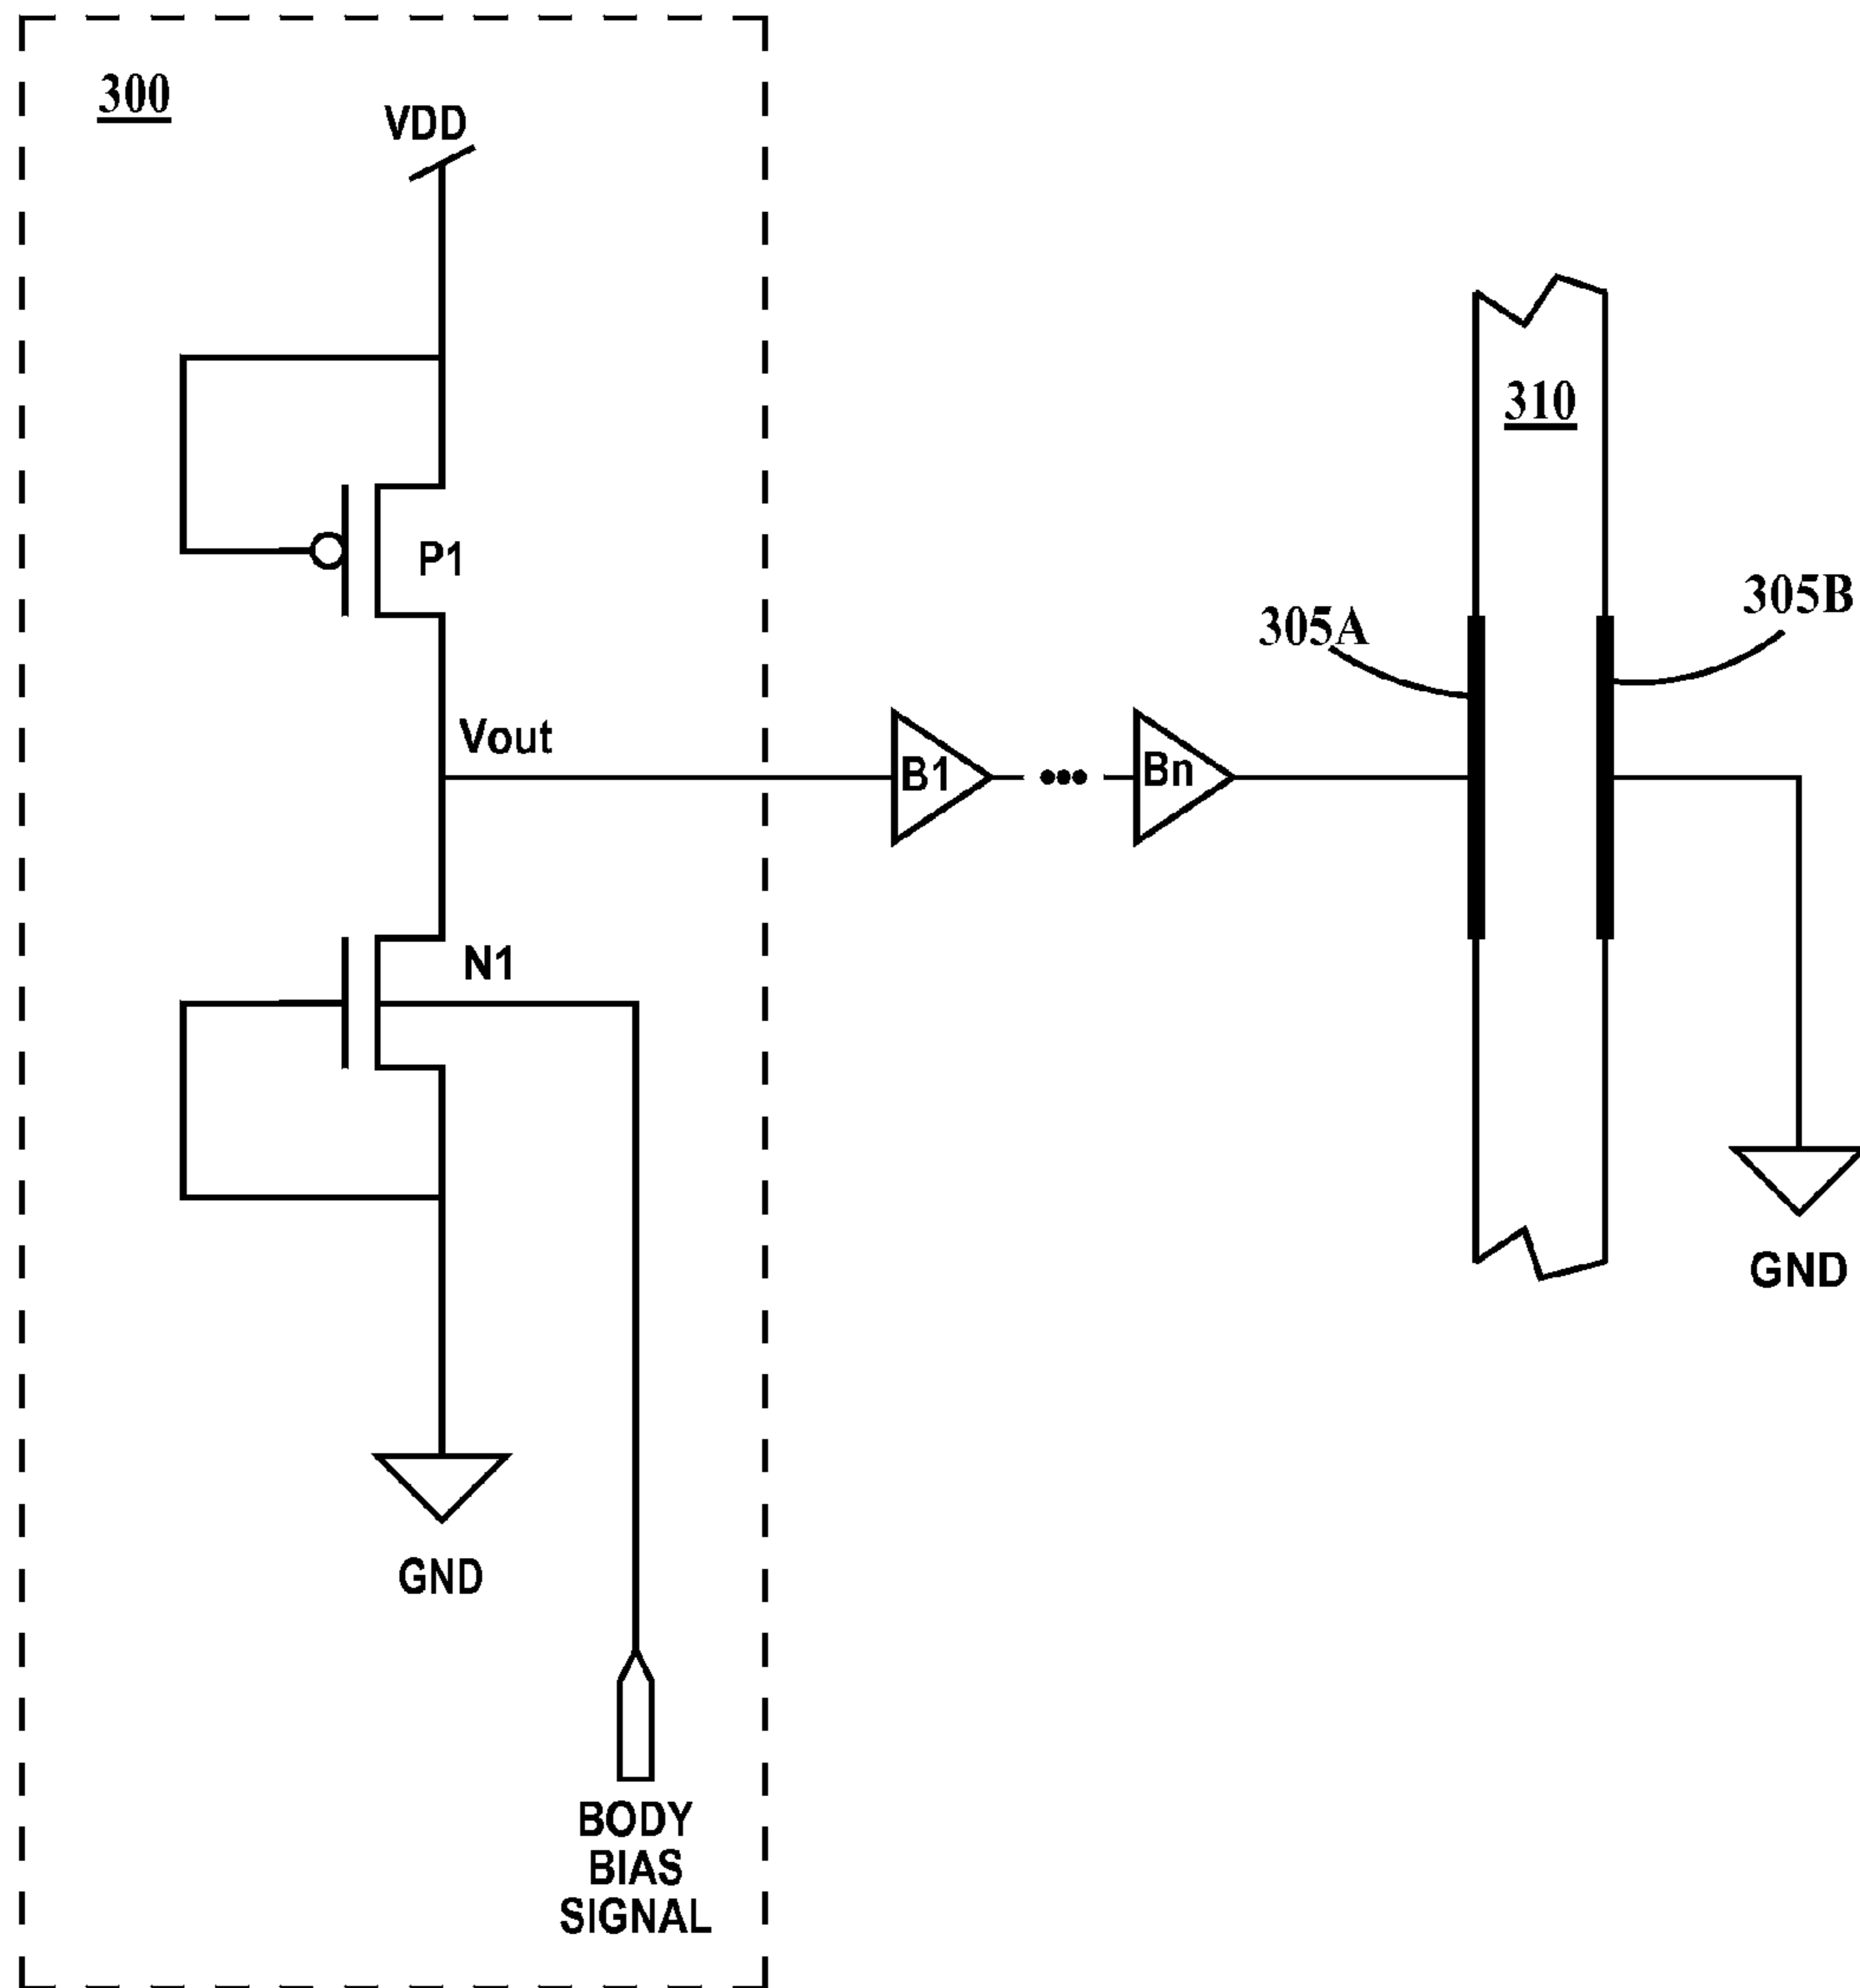 300
VDD
310
P1
305A
305B
Vout
B1
Bn
N1
GND
GND
BODY
BIAS
SIGNAL